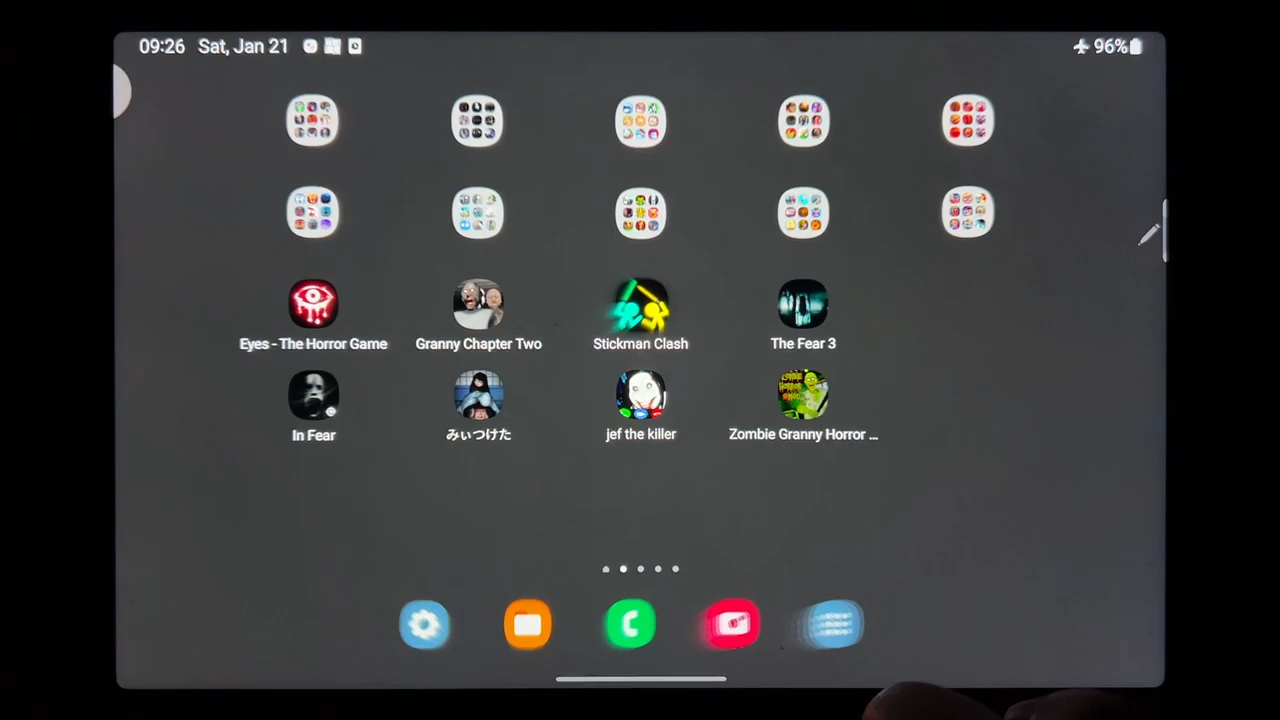 09:26 Sat, Jan 21
96%
Eyes - The Horror Game
Granny Chapter Two
Stickman Clash
The Fear 3
In Fear
みぃつけた
jef the killer
Zombie Granny Horror ...